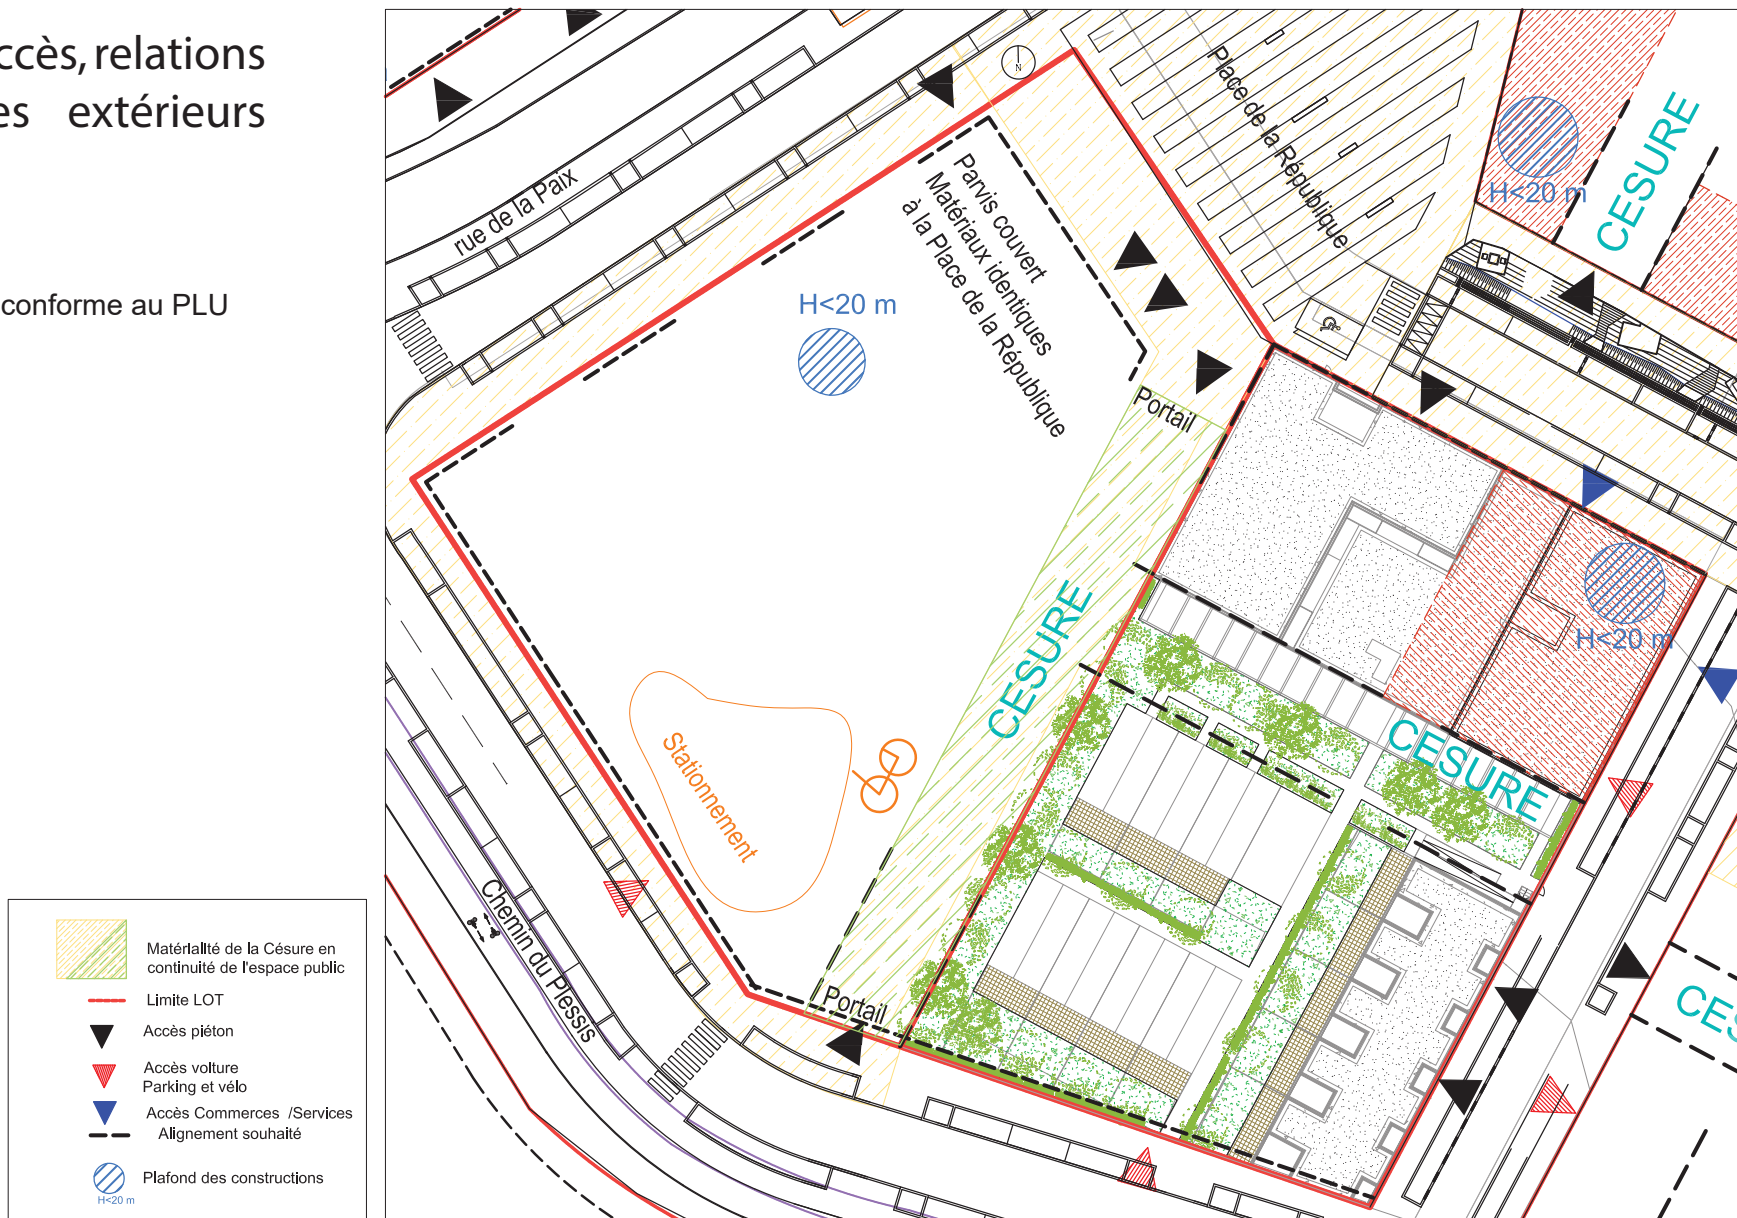 ccès, relations
es extérieurs
conforme au PLU
rue de la Paix
N
Place de la République
Parvis couvert
Matériaux identiques
à la Place de la République
H<20 m
H<20 m
CESURE
Portail
CESURE
H<20 m
CESURE
Stationnement
Chemin du Plessis
Portail
CES
Matérialité de la Césure en
continuité de l'espace public
Limite LOT
Accès piéton
Accès voiture
Parking et vélo
Accès Commerces /Services
Alignement souhaité
Plafond des constructions
H<20 m